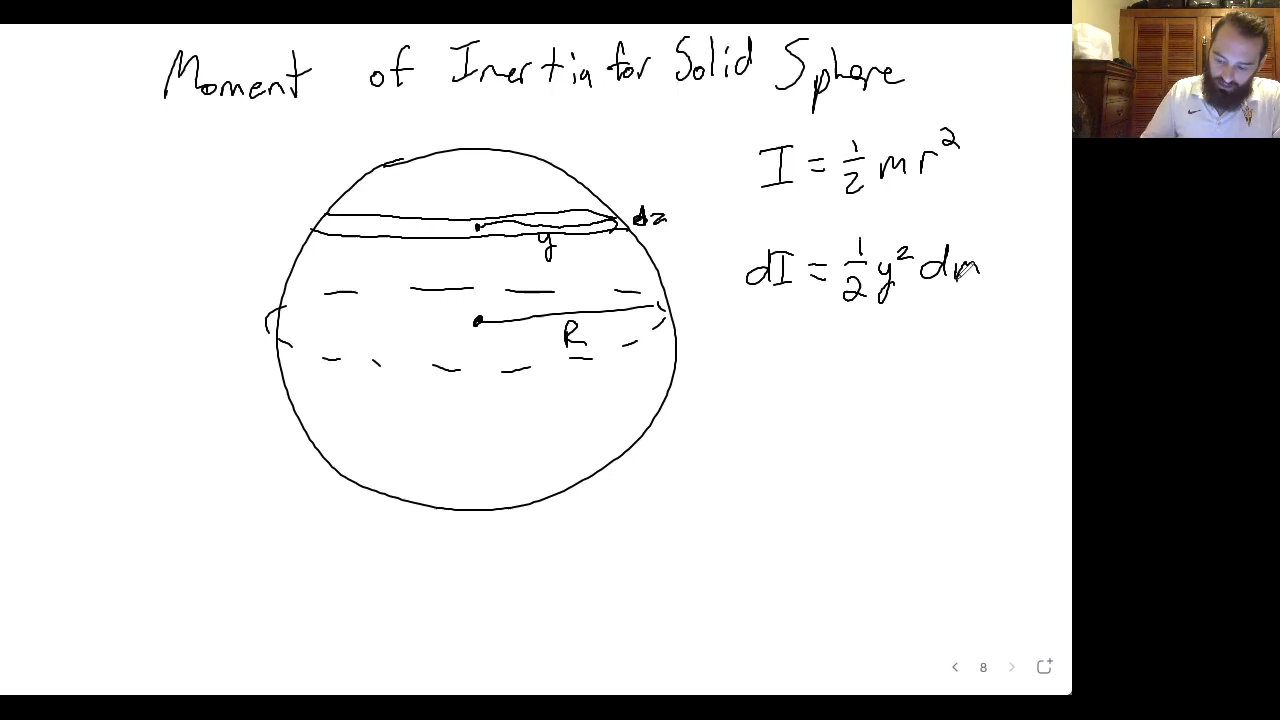 Moment of Inertia for Solid Sphere
I = 1/2 mr²
dz
y
dI = 1/2 y² dm
R
8